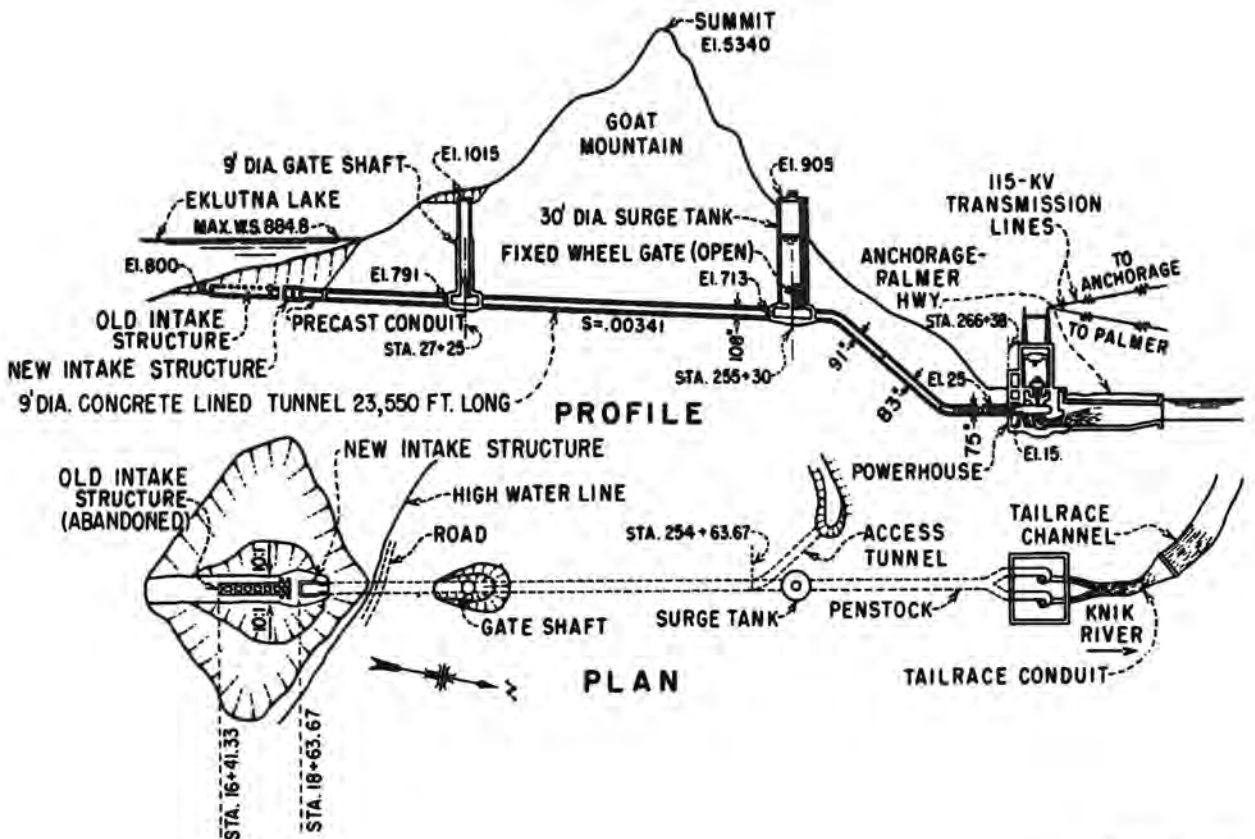 SUMMIT
El. 5340
GOAT
MOUNTAIN
9' DIA. GATE SHAFT
El. 1015
El. 905
EKLUTNA LAKE
MAX. W.S. 884.8
30' DIA. SURGE TANK
115-KV
TRANSMISSION
LINES
FIXED WHEEL GATE (OPEN)
ANCHORAGE-
PALMER
HWY.
TO
ANCHORAGE
El. 800
El. 791
El. 713
STA. 266+38
TO PALMER
OLD INTAKE
STRUCTURE
PRECAST CONDUIT
S=.00341
108"
STA. 27+25
91"
STA. 255+30
El. 25
NEW INTAKE STRUCTURE
83"
9' DIA. CONCRETE LINED TUNNEL 23,550 FT. LONG
PROFILE
75"
El. 15
POWERHOUSE
OLD INTAKE
STRUCTURE
(ABANDONED)
NEW INTAKE STRUCTURE
HIGH WATER LINE
ROAD
STA. 254+63.67
ACCESS
TUNNEL
TAILRACE
CHANNEL
10:1
10:1
GATE SHAFT
SURGE TANK
PENSTOCK
KNIK
RIVER
TAILRACE CONDUIT
N
PLAN
STA. 16+41.33
STA. 18+63.67